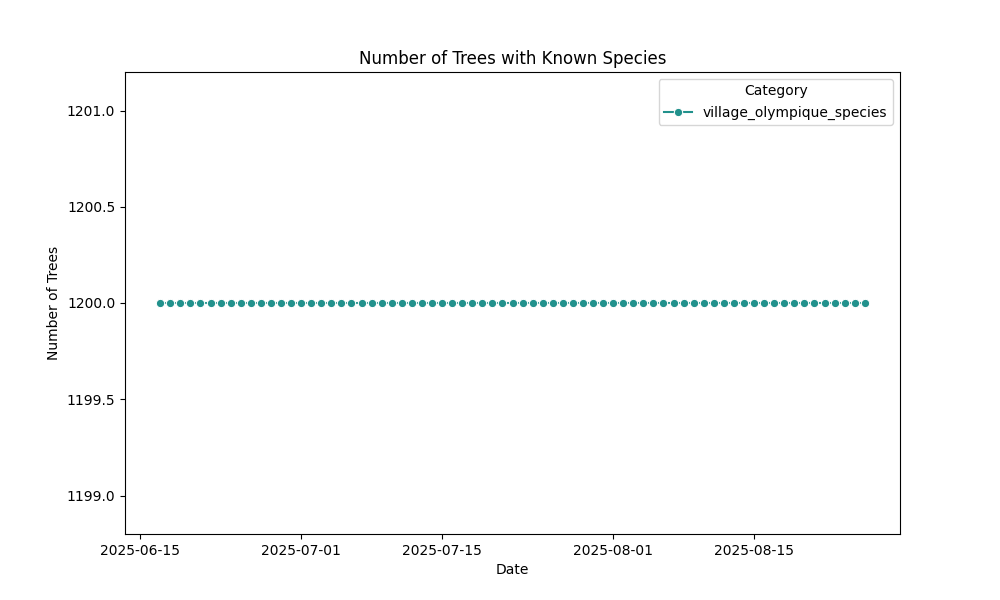 Number of Trees with Known Species
Category
village_olympique_species
1201.0
1200.5
1200.0
1199.5
1199.0
Number of Trees
2025-06-15
2025-07-01
2025-07-15
2025-08-01
2025-08-15
Date